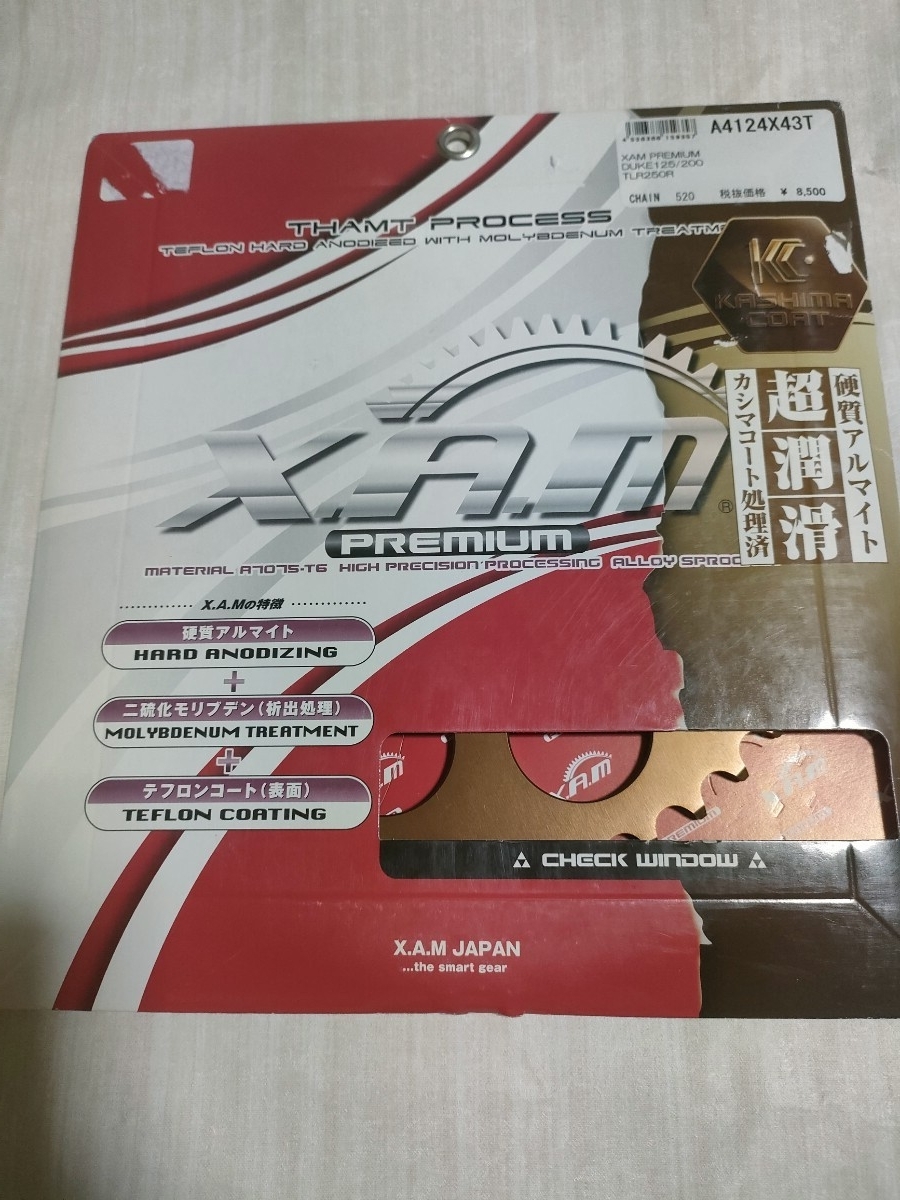 A4124X43T
XAM PREMIUM
DUKE125/200
TLR250R
CHAIN 520 税抜価格 ¥ 8,500
THAMT PROCESS
TEFLON HARD ANODIEED WITH MOLYBDENUM
KASHIMA
COAT
硬質アルマイト
超潤滑
カシマコート処理済
X.A.M
®
PREMIUM
MATERIAL A7075-T6 HIGH PRECISION PROCESSING ALLOY
X.A.Mの特徴
硬質アルマイト
HARD ANODIZING
+
二硫化モリブデン(析出処理)
MOLYBDENUM TREATMENT
+
テフロンコート(表面)
TEFLON COATING
X.A.M
X.A.M
CHECK WINDOW
X.A.M JAPAN
...the smart gear